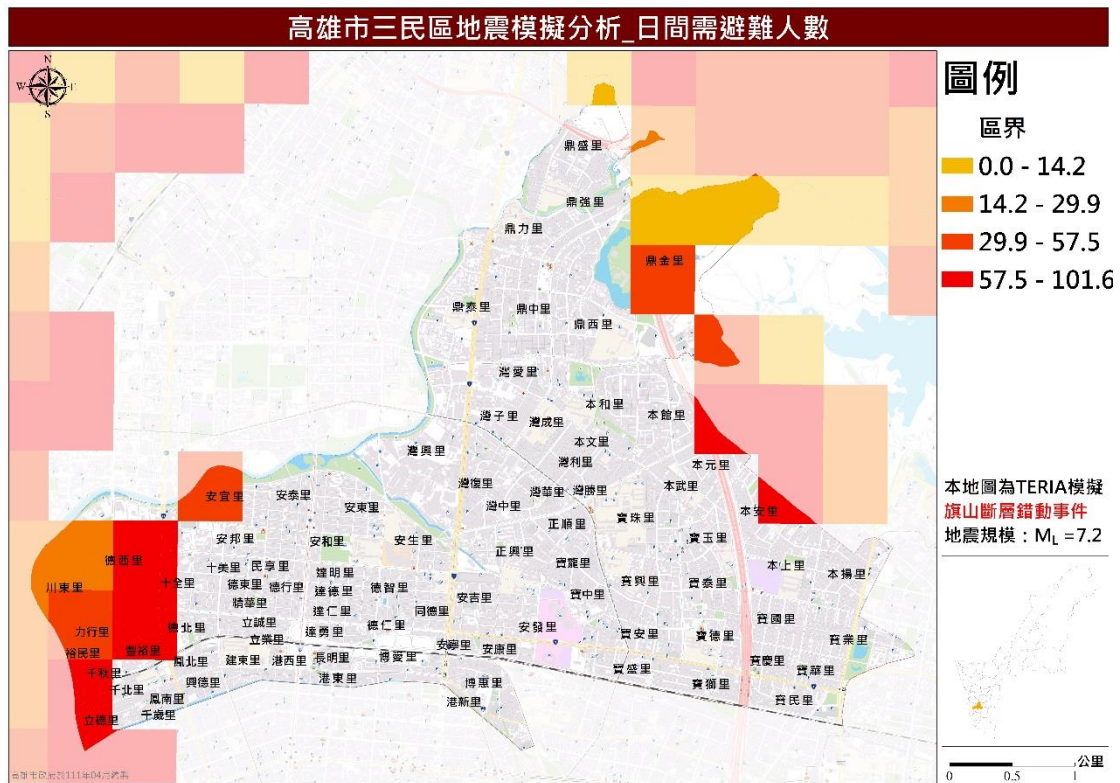 高雄市三民區地震模擬分析_日間需避難人數
N
W
E
S
圖例
區界
0.0 - 14.2
14.2 - 29.9
29.9 - 57.5
57.5 - 101.6
鼎盛里
鼎強里
鼎力里
鼎金里
鼎泰里
鼎中里
鼎西里
灣愛里
灣子里
灣成里
本和里
本館里
本文里
灣興里
灣利里
本元里
灣復里
灣華里
灣勝里
本武里
安宜里
安泰里
安東里
灣中里
本安里
正順里
寶珠里
安邦里
安和里
安生里
寶玉里
德西里
正興里
寶龍里
本上里
本揚里
川東里
十全里
十美里
民享里
達明里
德東里
德行里
達德里
德智里
安吉里
寶中里
寶興里
寶泰里
精華里
達仁里
同德里
寶國里
力行里
德北里
立誠里
達勇里
德仁里
安發里
寶安里
寶德里
寶業里
立業里
裕民里
豐裕里
安寧里
安康里
千秋里
鳳北里
建東里
港西里
長明里
博愛里
寶盛里
寶慶里
寶華里
千北里
興德里
港東里
博惠里
寶獅里
鳳南里
港新里
寶民里
立德里
千歲里
本地圖為TERIA模擬
旗山斷層錯動事件
地震規模：ML =7.2
公里
0 0.5 1